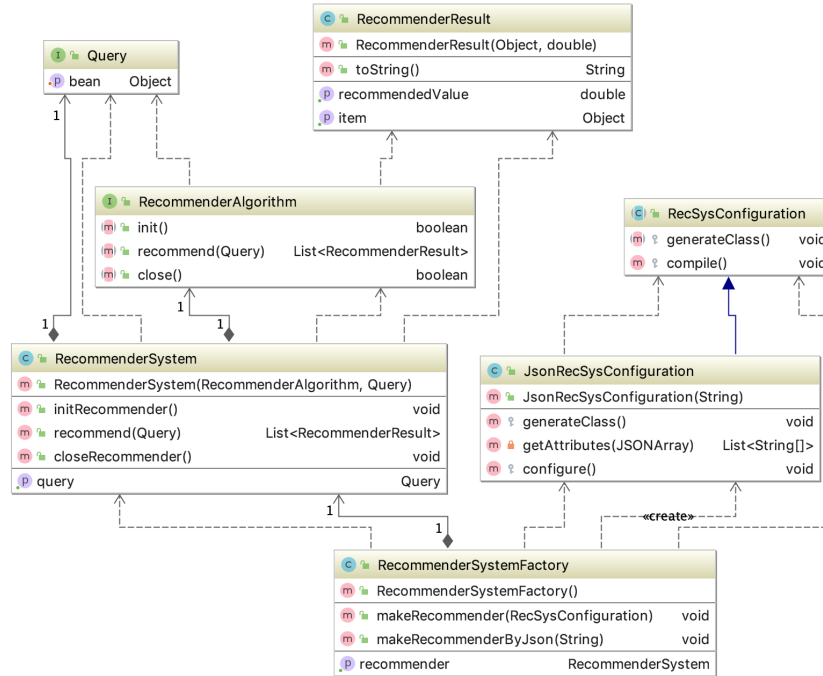 RecommenderResult
RecommenderResult(Object, double)
toString() String
recommendedValue double
item Object
Query
bean Object
1
RecommenderAlgorithm
init() boolean
recommend(Query) List<RecommenderResult>
close() boolean
RecSysConfiguration
generateClass() void
compile() void
1
1
1
RecommenderSystem
RecommenderSystem(RecommenderAlgorithm, Query)
initRecommender() void
recommend(Query) List<RecommenderResult>
closeRecommender() void
query Query
JsonRecSysConfiguration
JsonRecSysConfiguration(String)
generateClass() void
getAttributes(JSONArray) List<String[]>
configure() void
1
1
«create»
RecommenderSystemFactory
RecommenderSystemFactory()
makeRecommender(RecSysConfiguration) void
makeRecommenderByJson(String) void
recommender RecommenderSystem